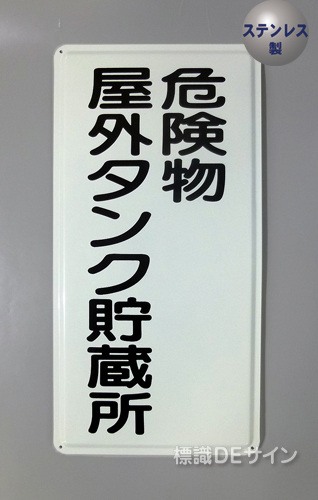 ステンレス
製
危険物
屋外タンク貯蔵所
標識DEサイン